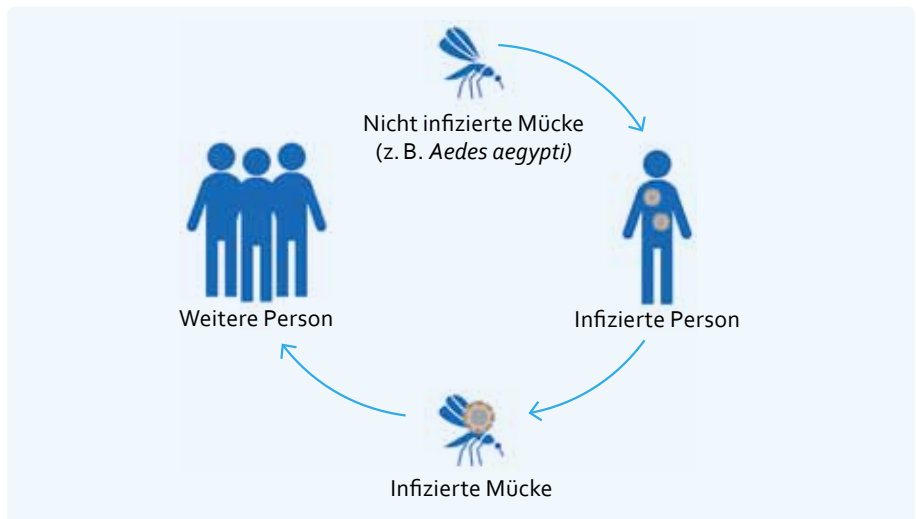 Nicht infizierte Mücke
(z. B. Aedes aegypti)
Weitere Person
Infizierte Person
Infizierte Mücke